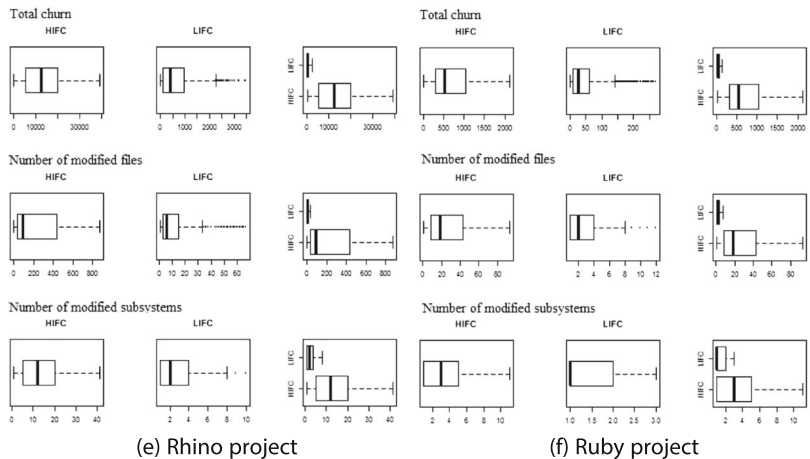 Total churn
HIFC
LIFC
LIFC
HIFC
0 10000 30000
0 1000 2000 3000
0 10000 30000
Number of modified files
HIFC
LIFC
LIFC
HIFC
0 200 400 600 800
0 10 20 30 40 50 60
0 200 400 600 800
Number of modified subsystems
HIFC
LIFC
LIFC
HIFC
0 10 20 30 40
2 4 6 8 10
0 10 20 30 40
(e) Rhino project
Total churn
HIFC
LIFC
LIFC
HIFC
0 500 1000 1500 2000
0 50 100 200
0 500 1000 1500 2000
Number of modified files
HIFC
LIFC
LIFC
HIFC
0 20 40 60 80
2 4 6 8 10 12
0 20 40 60 80
Number of modified subsystems
HIFC
LIFC
LIFC
HIFC
2 4 6 8 10
1.0 1.5 2.0 2.5 3.0
2 4 6 8 10
(f) Ruby project